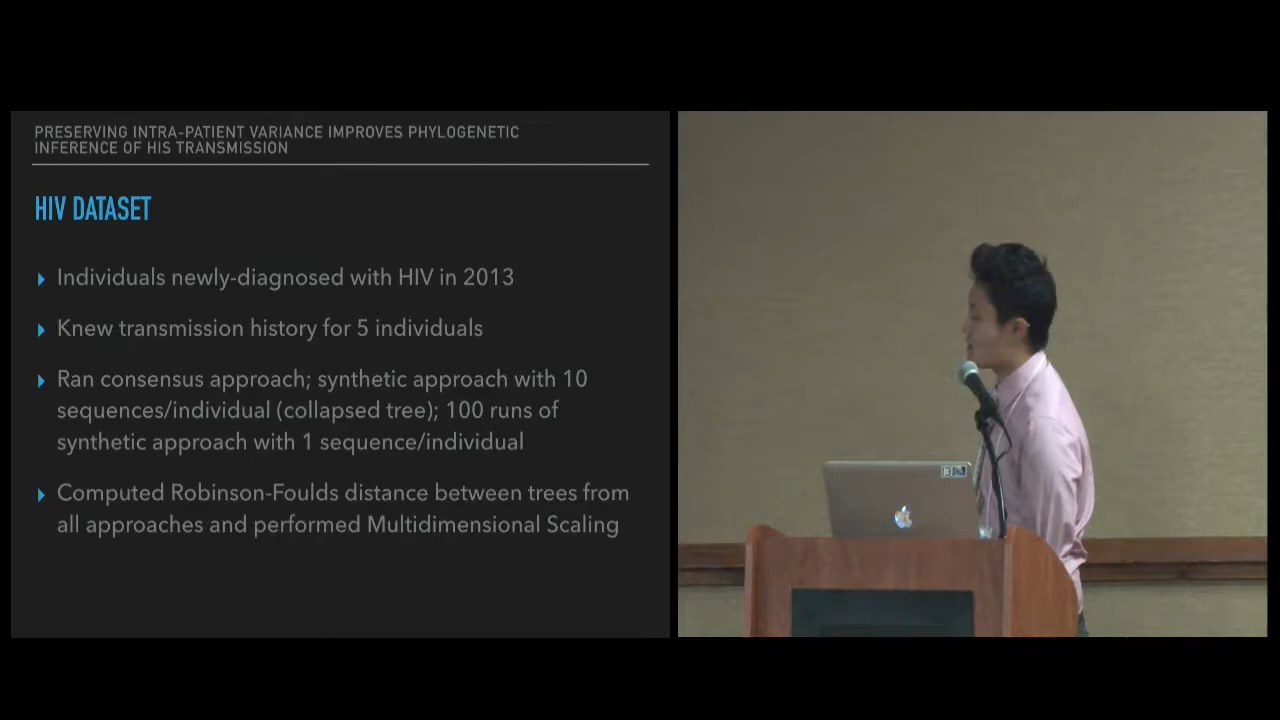 PRESERVING INTRA-PATIENT VARIANCE IMPROVES PHYLOGENETIC
INFERENCE OF HIS TRANSMISSION
HIV DATASET
Individuals newly-diagnosed with HIV in 2013
Knew transmission history for 5 individuals
Ran consensus approach; synthetic approach with 10
sequences/individual (collapsed tree); 100 runs of
synthetic approach with 1 sequence/individual
Computed Robinson-Foulds distance between trees from
all approaches and performed Multidimensional Scaling